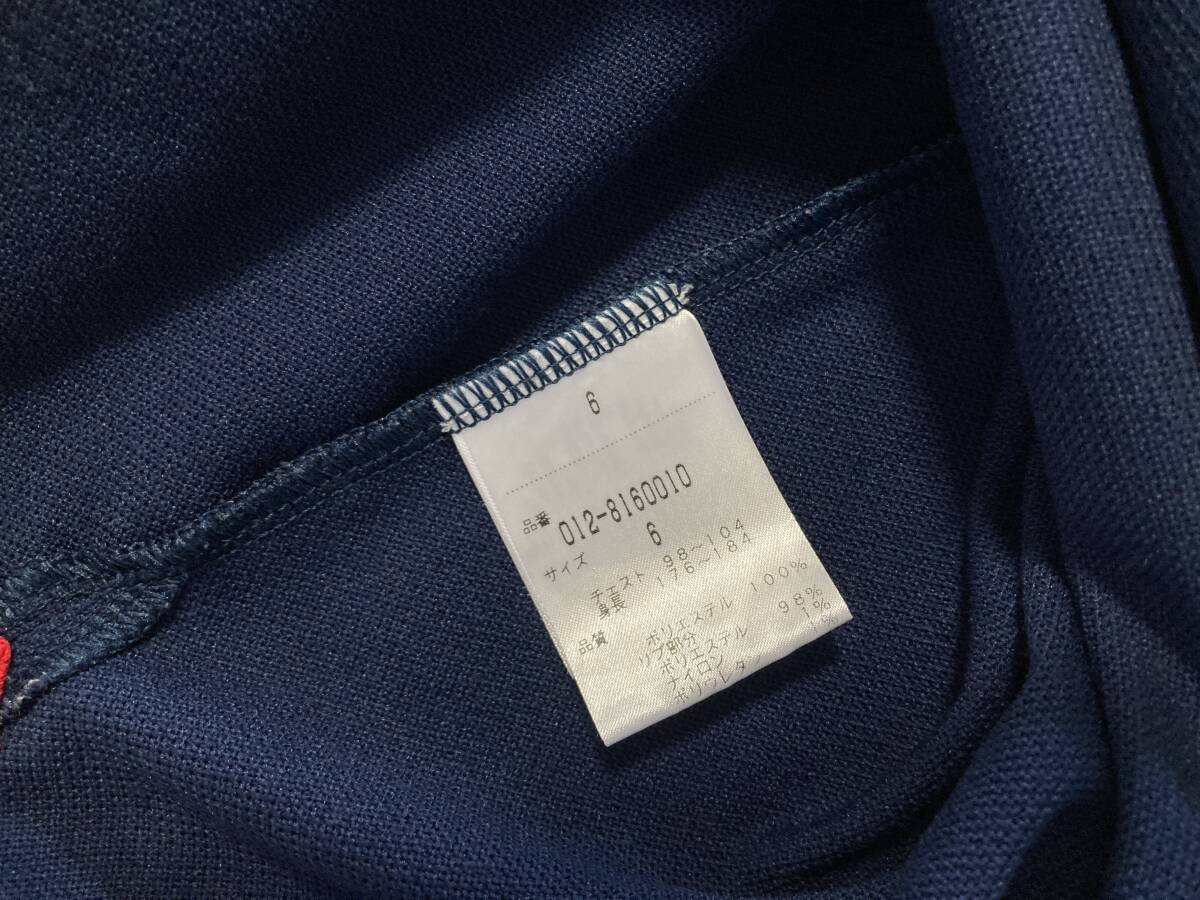 6
品番 012-8160010
サイズ 6
チェスト 98～104
身長 176～184
品質 ポリエステル 100%
リブ部分
ポリエステル 98%
ナイロン 1%
ポリウレタ